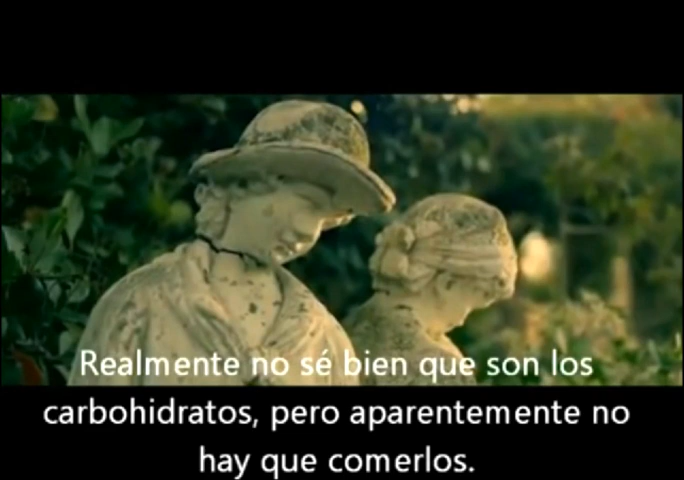 Realmente no sé bien que son los
carbohidratos, pero aparentemente no
hay que comerlos.